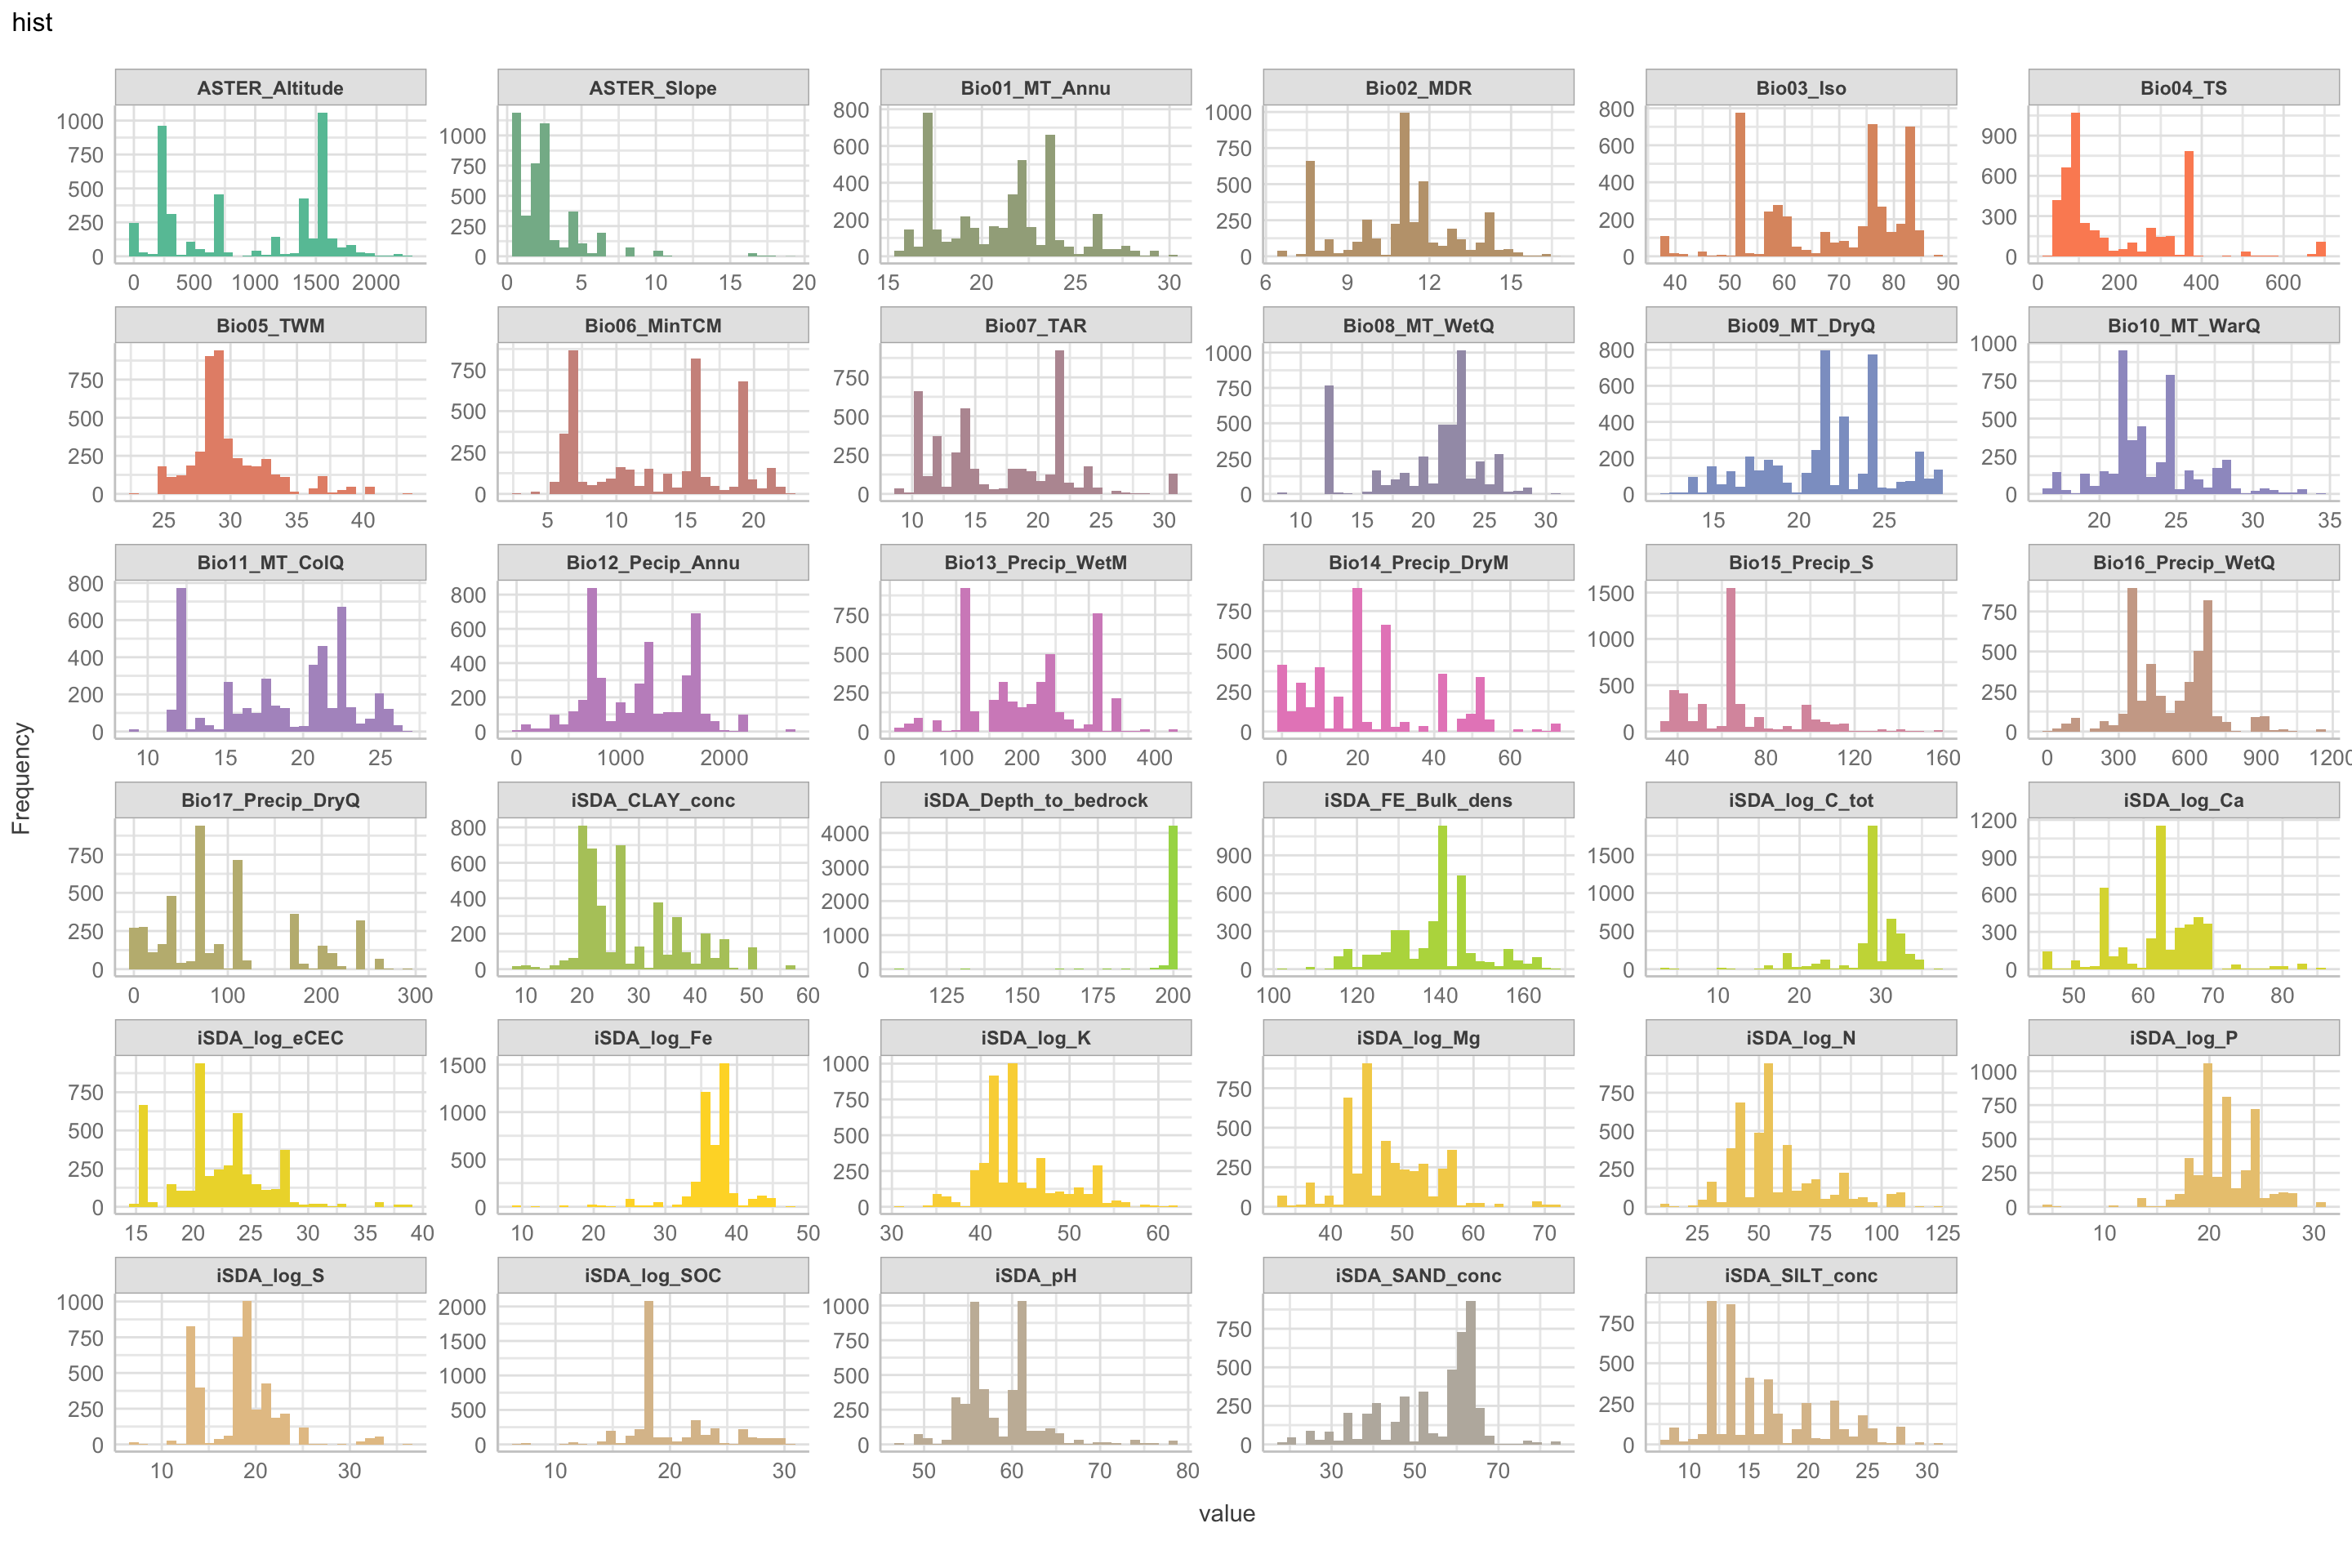 hist
ASTER_Altitude ASTER_Slope Bio01_MT_Annu Bio02_MDR Bio03_Iso Bio04_TS
1000 750 500 250 0 1000 750 500 250 0 800 600 400 200 0 1000 750 500 250 0 800 600 400 200 0 900 600 300 0
0 500 1000 1500 2000 0 5 10 15 20 15 20 25 30 6 9 12 15 40 50 60 70 80 90 0 200 400 600
Bio05_TWM Bio06_MinTCM Bio07_TAR Bio08_MT_WetQ Bio09_MT_DryQ Bio10_MT_WarQ
750 500 250 0 750 500 250 0 750 500 250 0 1000 750 500 250 0 800 600 400 200 0 1000 750 500 250 0
25 30 35 40 5 10 15 20 10 15 20 25 30 10 15 20 25 30 15 20 25 20 25 30 35
Bio11_MT_ColQ Bio12_Pecip_Annu Bio13_Precip_WetM Bio14_Precip_DryM Bio15_Precip_S Bio16_Precip_WetQ
800 600 400 200 0 800 600 400 200 0 750 500 250 0 750 500 250 0 1500 1000 500 0 750 500 250 0
10 15 20 25 0 1000 2000 0 100 200 300 400 0 20 40 60 40 80 120 160 0 300 600 900 1200
Frequency
Bio17_Precip_DryQ iSDA_CLAY_conc iSDA_Depth_to_bedrock iSDA_FE_Bulk_dens iSDA_log_C_tot iSDA_log_Ca
750 500 250 0 800 600 400 200 0 4000 3000 2000 1000 0 900 600 300 0 1500 1000 500 0 1200 900 600 300 0
0 100 200 300 10 20 30 40 50 60 125 150 175 200 100 120 140 160 10 20 30 50 60 70 80
iSDA_log_eCEC iSDA_log_Fe iSDA_log_K iSDA_log_Mg iSDA_log_N iSDA_log_P
750 500 250 0 1500 1000 500 0 1000 750 500 250 0 750 500 250 0 750 500 250 0 1000 750 500 250 0
15 20 25 30 35 40 10 20 30 40 50 30 40 50 60 40 50 60 70 25 50 75 100 125 10 20 30
iSDA_log_S iSDA_log_SOC iSDA_pH iSDA_SAND_conc iSDA_SILT_conc
1000 750 500 250 0 2000 1500 1000 500 0 1000 750 500 250 0 750 500 250 0 750 500 250 0
10 20 30 10 20 30 50 60 70 80 30 50 70 10 15 20 25 30
value